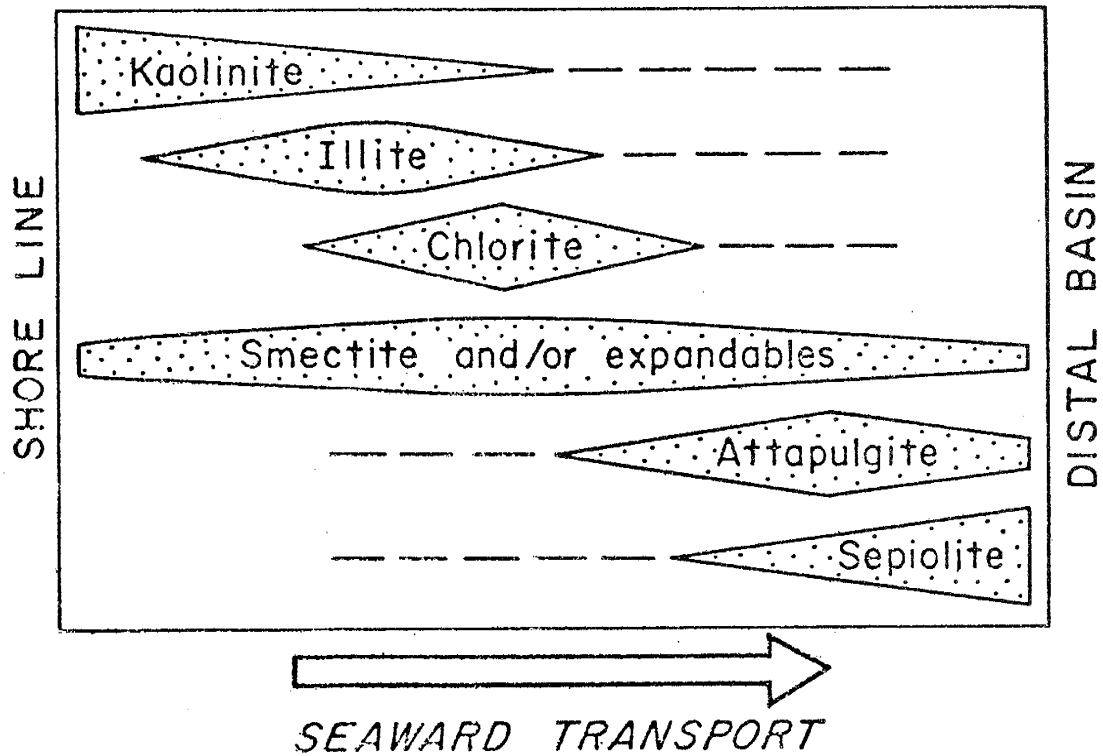 Kaolinite
Illite
Chlorite
Smectite and/or expandables
Attapulgite
Sepiolite
SHORE LINE
DISTAL BASIN
SEAWARD TRANSPORT